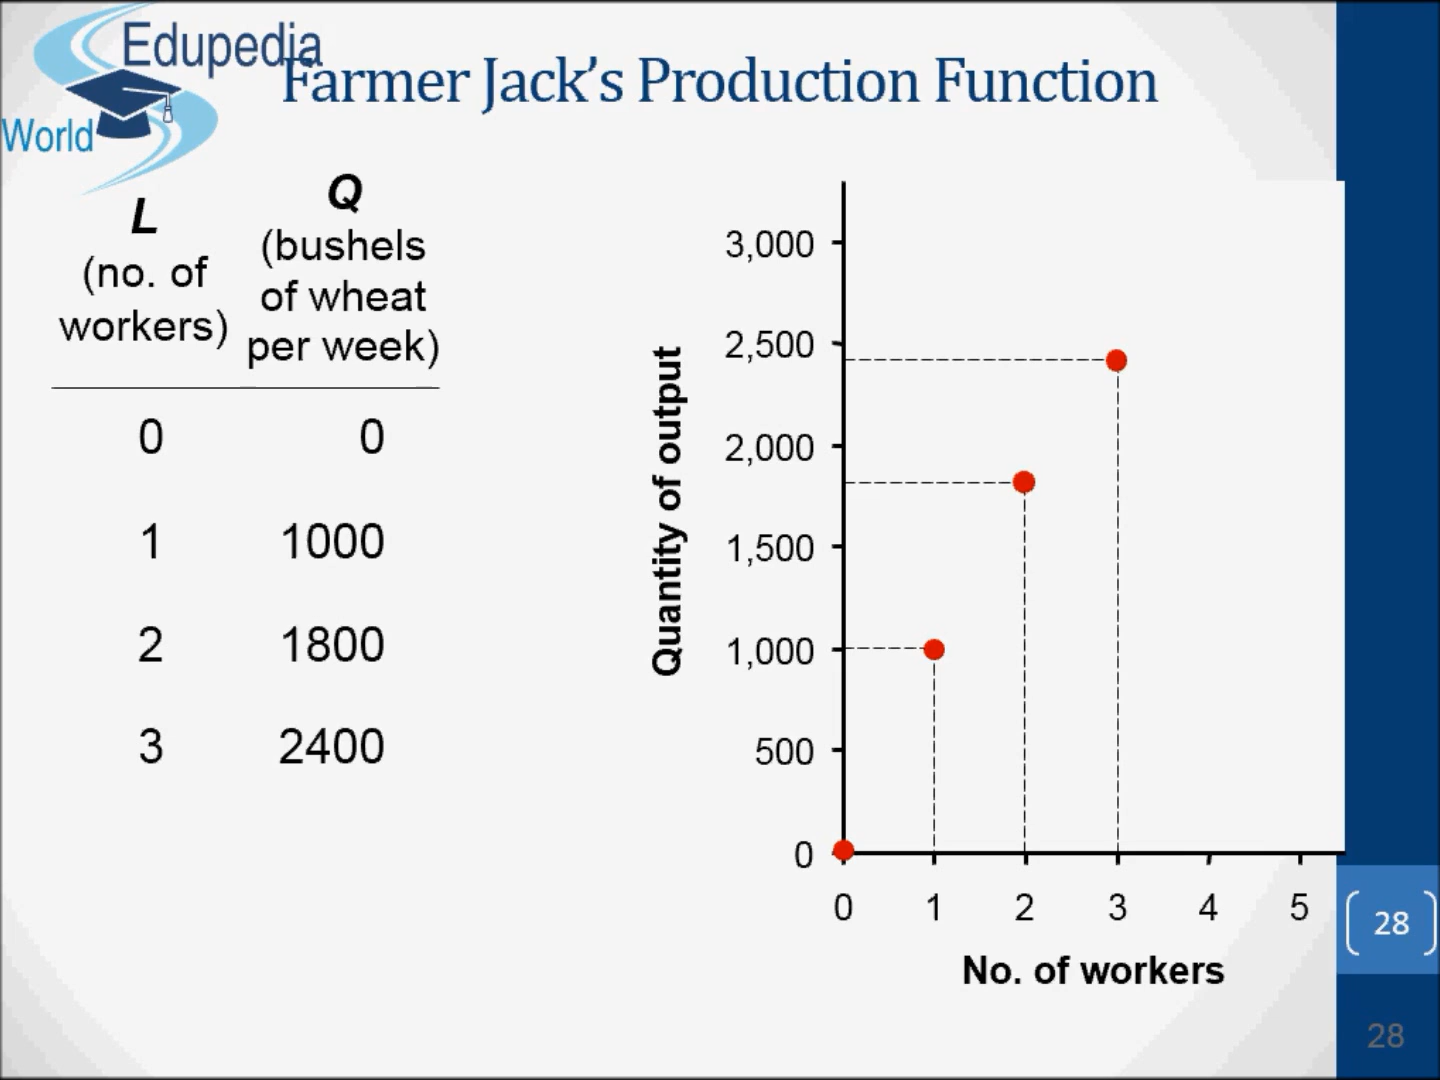 Edupedia
World
Farmer Jack's Production Function
L
(no. of
workers)
Q
(bushels
of wheat
per week)
0 0
1 1000
2 1800
3 2400
Quantity of output
3,000
2,500
2,000
1,500
1,000
500
0
0 1 2 3 4 5
No. of workers
28
28